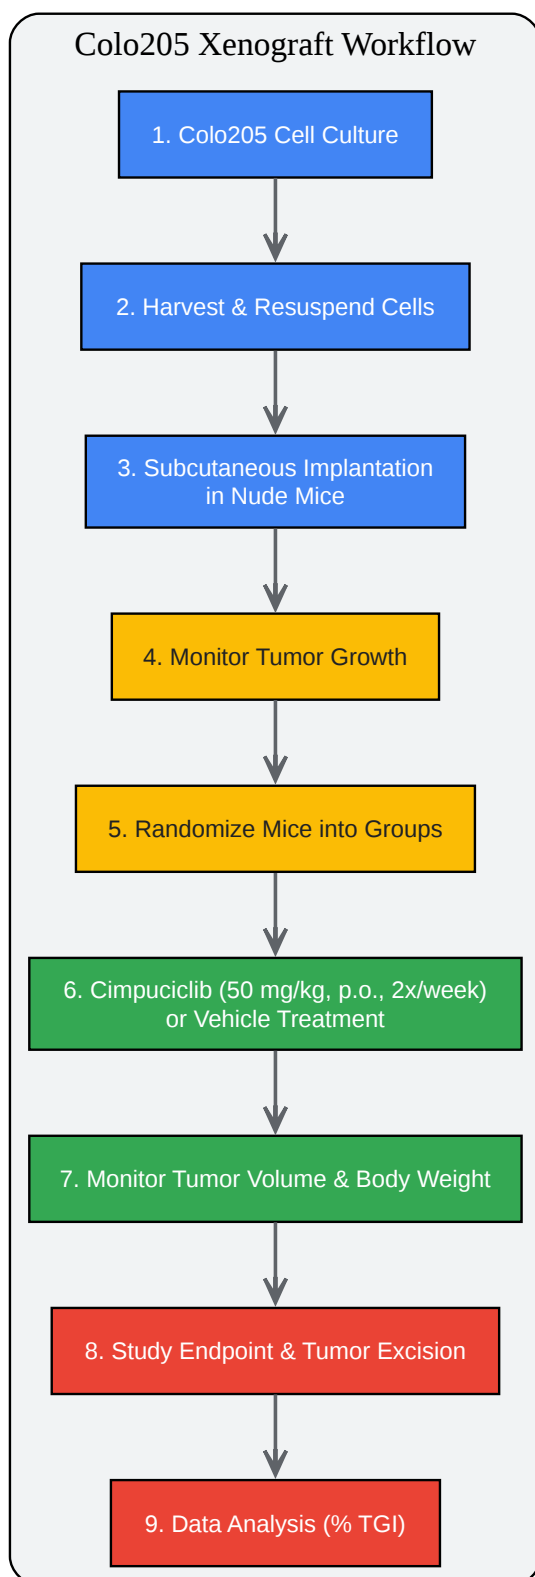 Colo205 Xenograft Workflow
1. Colo205 Cell Culture
2. Harvest & Resuspend Cells
3. Subcutaneous Implantation
in Nude Mice
4. Monitor Tumor Growth
5. Randomize Mice into Groups
6. Cimpuciclib (50 mg/kg, p.o., 2x/week)
or Vehicle Treatment
7. Monitor Tumor Volume & Body Weight
8. Study Endpoint & Tumor Excision
9. Data Analysis (% TGI)